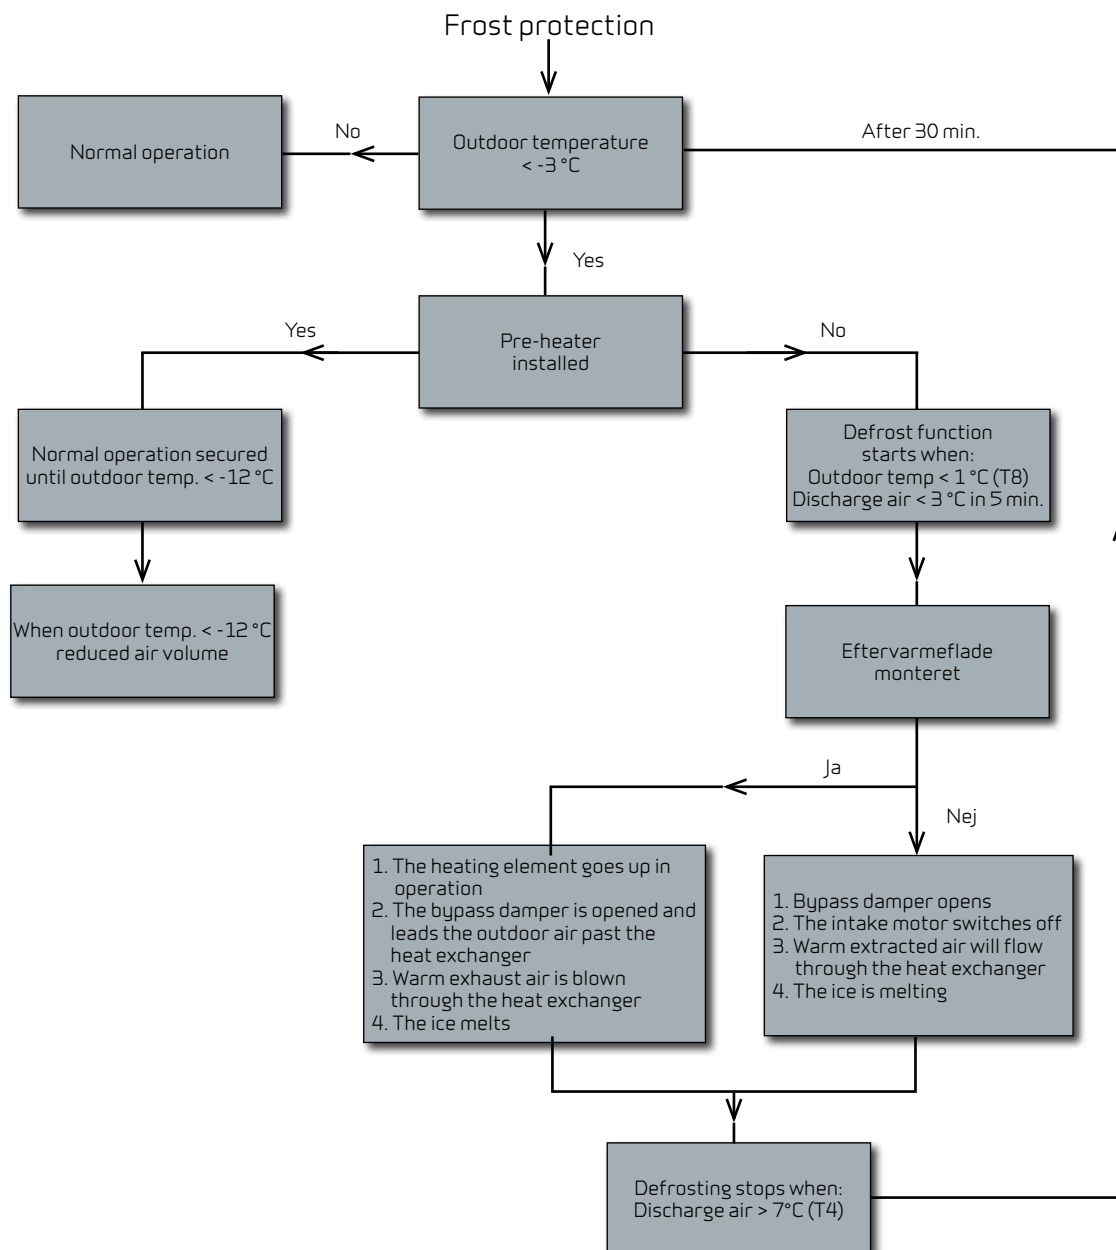 Frost protection
Normal operation
No
Outdoor temperature
< -3 °C
After 30 min.
Yes
Pre-heater
installed
Yes
No
Normal operation secured
until outdoor temp. < -12 °C
Defrost function
starts when:
Outdoor temp < 1 °C (T8)
Discharge air < 3 °C in 5 min.
When outdoor temp. < -12 °C
reduced air volume
Eftervarmeflade
monteret
Ja
Nej
1. The heating element goes up in
operation
2. The bypass damper is opened and
leads the outdoor air past the
heat exchanger
3. Warm exhaust air is blown
through the heat exchanger
4. The ice melts
1. Bypass damper opens
2. The intake motor switches off
3. Warm extracted air will flow
through the heat exchanger
4. The ice is melting
Defrosting stops when:
Discharge air > 7°C (T4)